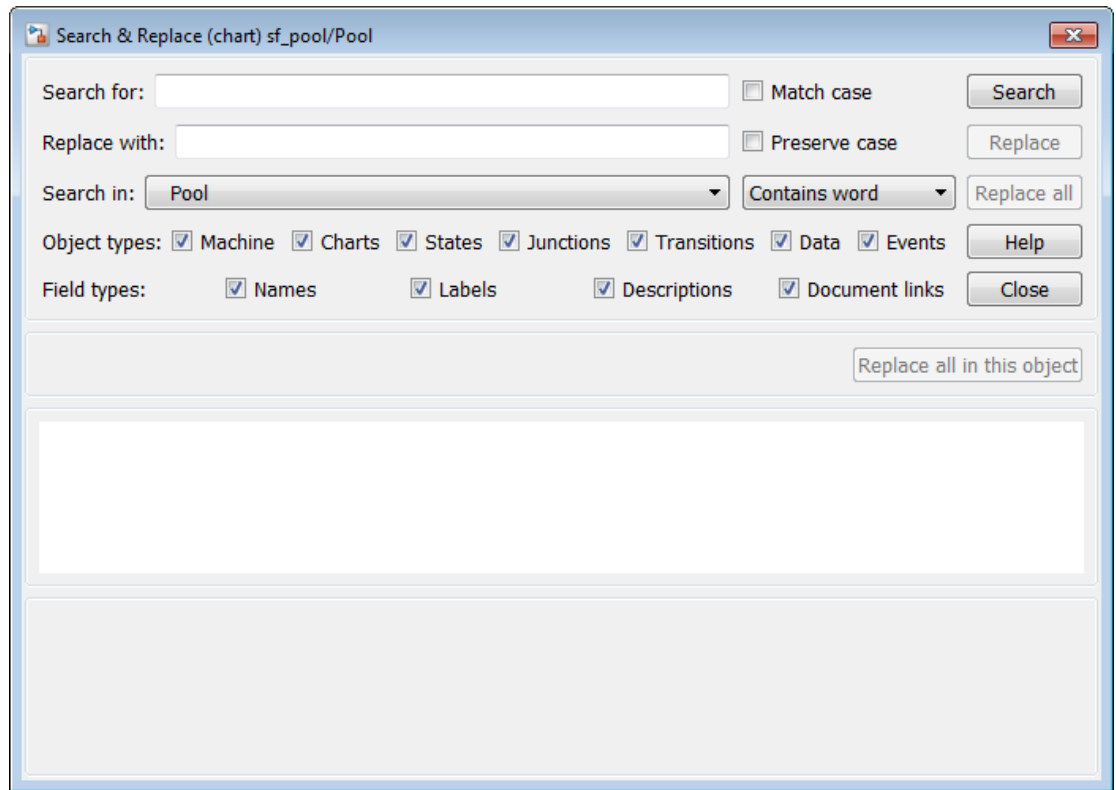 Search & Replace (chart) sf_pool/Pool
Search for: Match case Search
Replace with: Preserve case Replace
Search in: Pool Contains word Replace all
Object types: Machine Charts States Junctions Transitions Data Events Help
Field types: Names Labels Descriptions Document links Close
Replace all in this object